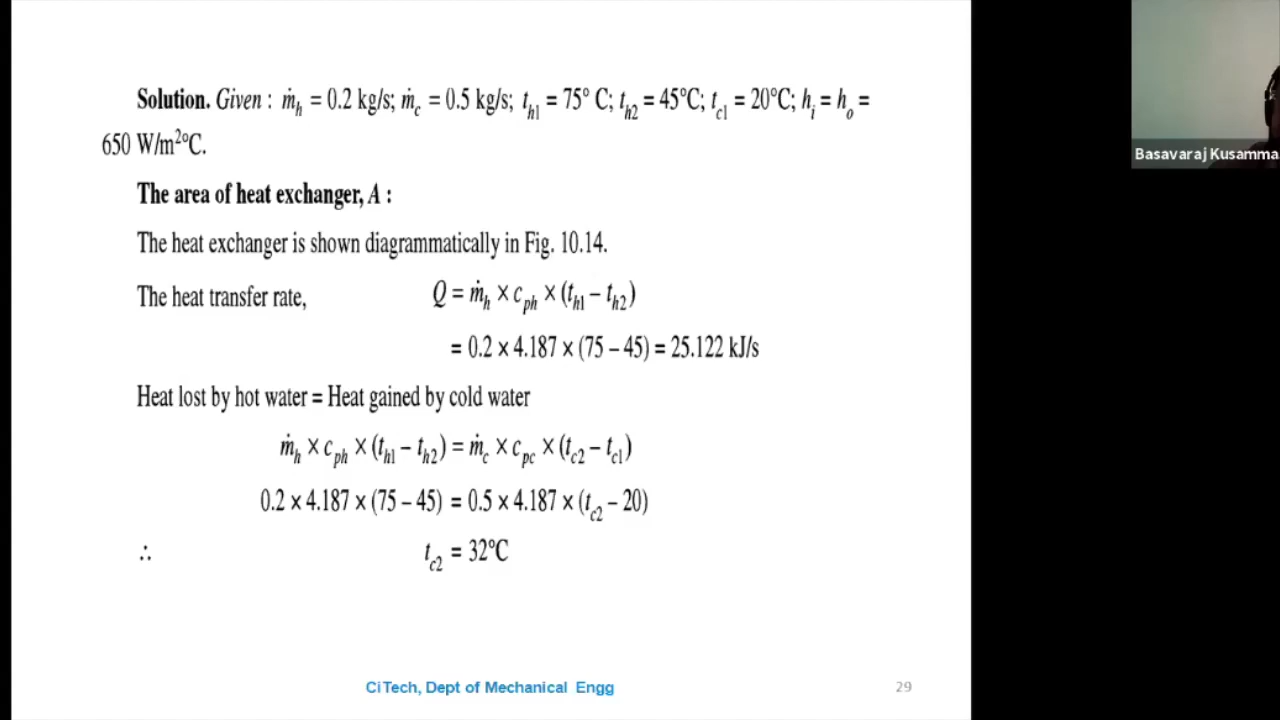 Solution. Given : ṁh = 0.2 kg/s; ṁc = 0.5 kg/s; th1 = 75° C; th2 = 45°C; tc1 = 20°C; hi = ho =
650 W/m²°C.
The area of heat exchanger, A :
The heat exchanger is shown diagrammatically in Fig. 10.14.
The heat transfer rate, Q = ṁh × cph × (th1 – th2)
= 0.2 × 4.187 × (75 – 45) = 25.122 kJ/s
Heat lost by hot water = Heat gained by cold water
ṁh × cph × (th1 – th2) = ṁc × cpc × (tc2 – tc1)
0.2 × 4.187 × (75 – 45) = 0.5 × 4.187 × (tc2 – 20)
∴ tc2 = 32°C
CiTech, Dept of Mechanical Engg
29
Basavaraj Kusamma